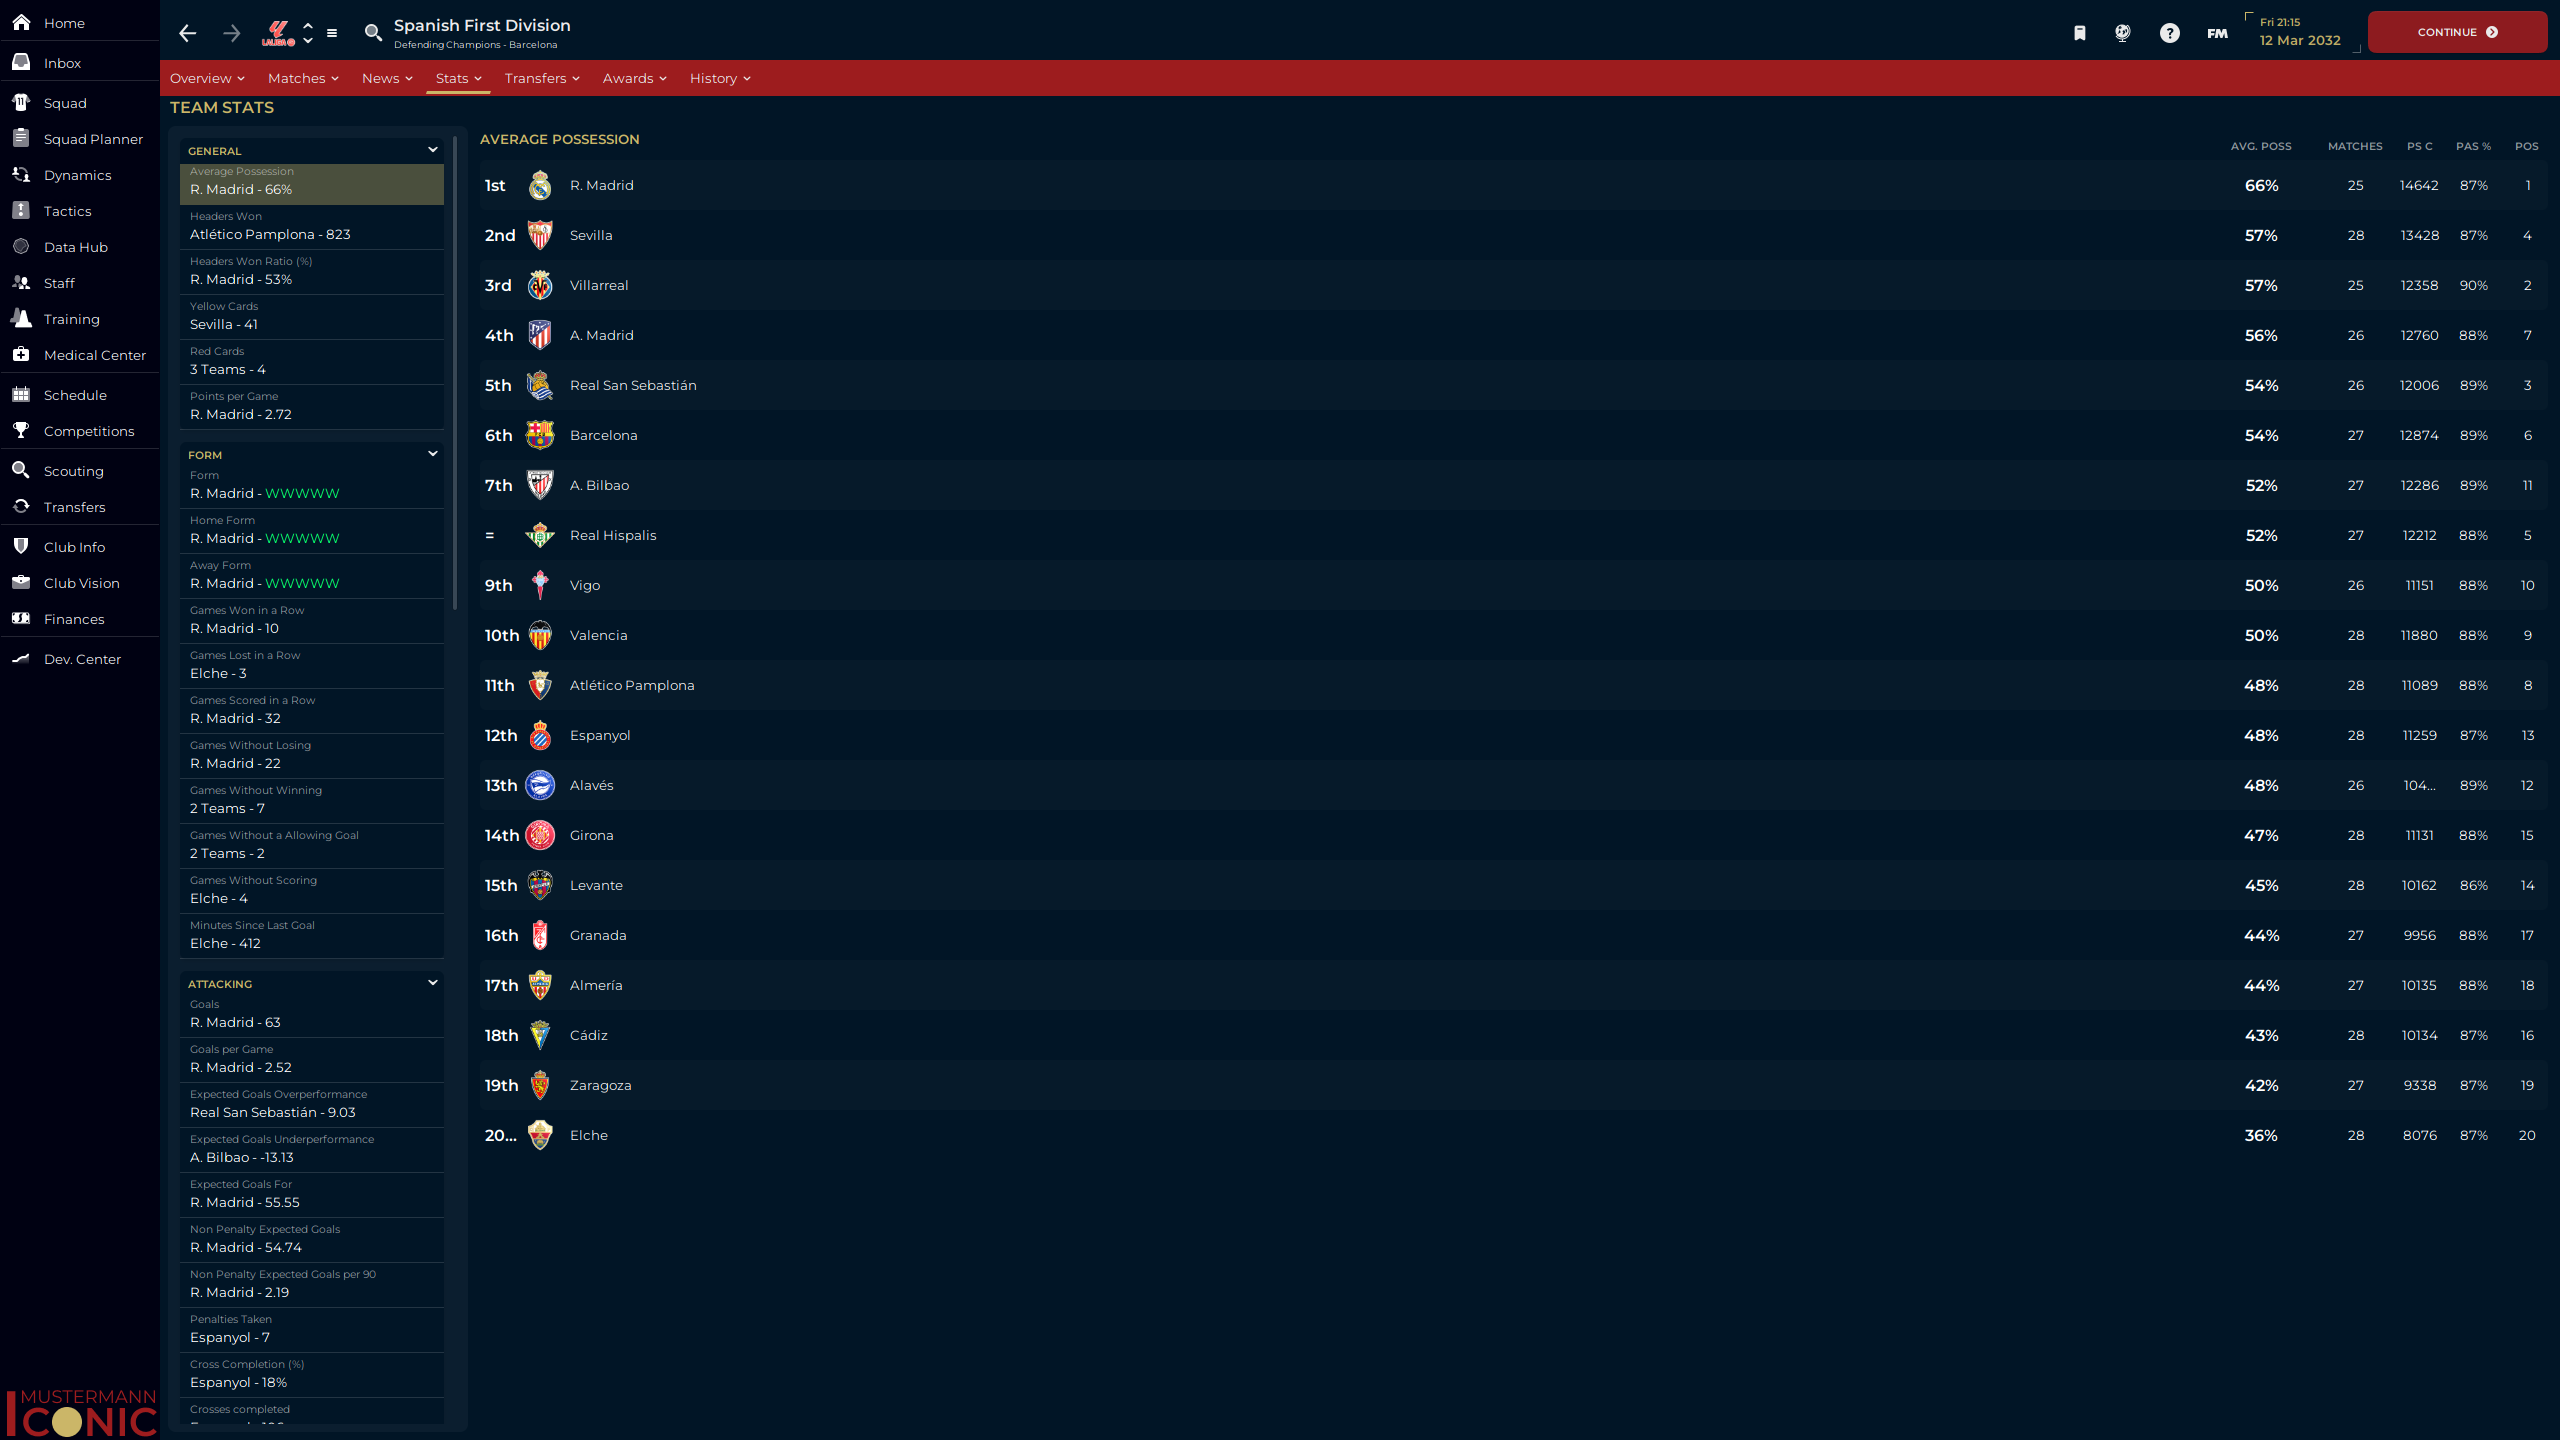 Home
Inbox
Squad
Squad Planner
Dynamics
Tactics
Data Hub
Staff
Training
Medical Center
Schedule
Competitions
Scouting
Transfers
Club Info
Club Vision
Finances
Dev. Center
MUSTERMANN
ICONIC
Spanish First Division
Defending Champions - Barcelona
FM
Fri 21:15
12 Mar 2032
CONTINUE
Overview Matches News Stats Transfers Awards History
TEAM STATS
GENERAL
Average Possession
R. Madrid - 66%
Headers Won
Atlético Pamplona - 823
Headers Won Ratio (%)
R. Madrid - 53%
Yellow Cards
Sevilla - 41
Red Cards
3 Teams - 4
Points per Game
R. Madrid - 2.72
FORM
Form
R. Madrid - WWWWW
Home Form
R. Madrid - WWWWW
Away Form
R. Madrid - WWWWW
Games Won in a Row
R. Madrid - 10
Games Lost in a Row
Elche - 3
Games Scored in a Row
R. Madrid - 32
Games Without Losing
R. Madrid - 22
Games Without Winning
2 Teams - 7
Games Without a Allowing Goal
2 Teams - 2
Games Without Scoring
Elche - 4
Minutes Since Last Goal
Elche - 412
ATTACKING
Goals
R. Madrid - 63
Goals per Game
R. Madrid - 2.52
Expected Goals Overperformance
Real San Sebastián - 9.03
Expected Goals Underperformance
A. Bilbao - -13.13
Expected Goals For
R. Madrid - 55.55
Non Penalty Expected Goals
R. Madrid - 54.74
Non Penalty Expected Goals per 90
R. Madrid - 2.19
Penalties Taken
Espanyol - 7
Cross Completion (%)
Espanyol - 18%
Crosses completed
AVERAGE POSSESSION AVG. POSS MATCHES PS C PAS % POS
1st R. Madrid 66% 25 14642 87% 1
2nd Sevilla 57% 28 13428 87% 4
3rd Villarreal 57% 25 12358 90% 2
4th A. Madrid 56% 26 12760 88% 7
5th Real San Sebastián 54% 26 12006 89% 3
6th Barcelona 54% 27 12874 89% 6
7th A. Bilbao 52% 27 12286 89% 11
= Real Hispalis 52% 27 12212 88% 5
9th Vigo 50% 26 11151 88% 10
10th Valencia 50% 28 11880 88% 9
11th Atlético Pamplona 48% 28 11089 88% 8
12th Espanyol 48% 28 11259 87% 13
13th Alavés 48% 26 104... 89% 12
14th Girona 47% 28 11131 88% 15
15th Levante 45% 28 10162 86% 14
16th Granada 44% 27 9956 88% 17
17th Almería 44% 27 10135 88% 18
18th Cádiz 43% 28 10134 87% 16
19th Zaragoza 42% 27 9338 87% 19
20... Elche 36% 28 8076 87% 20